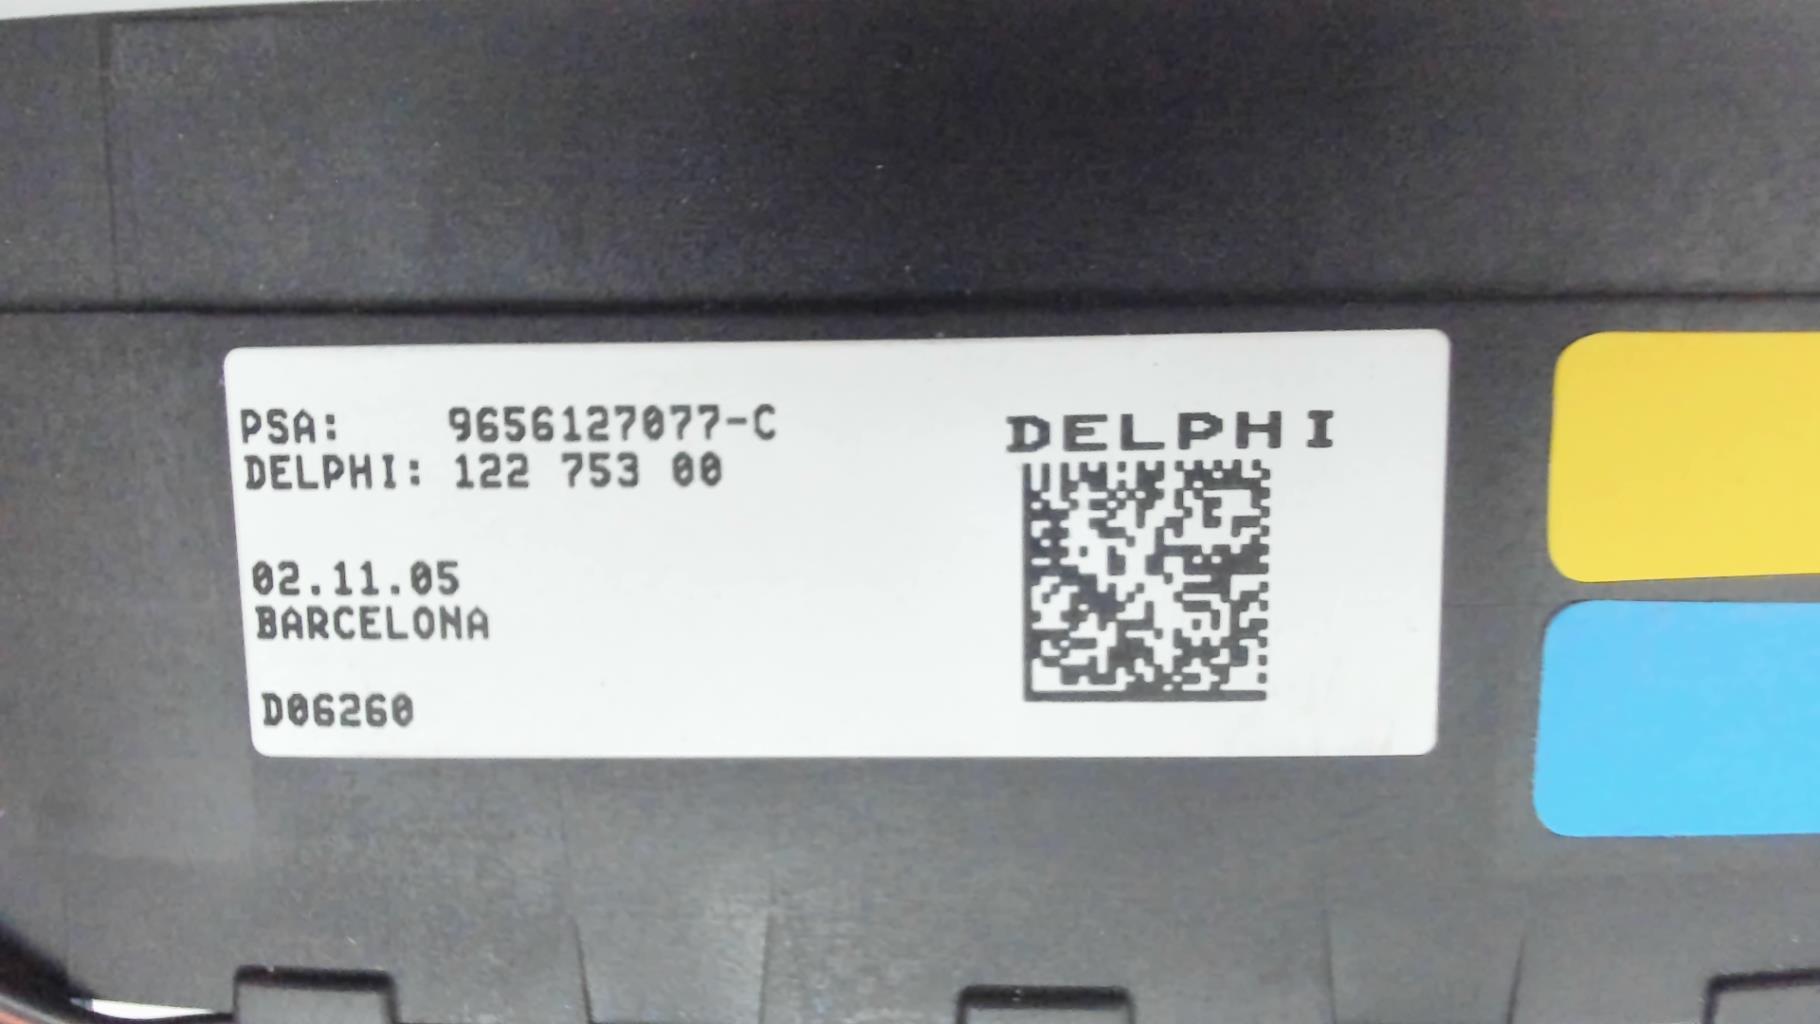 PSA: 9656127077-C
DELPHI: 122 753 00
02.11.05
BARCELONA
D06260
DELPHI